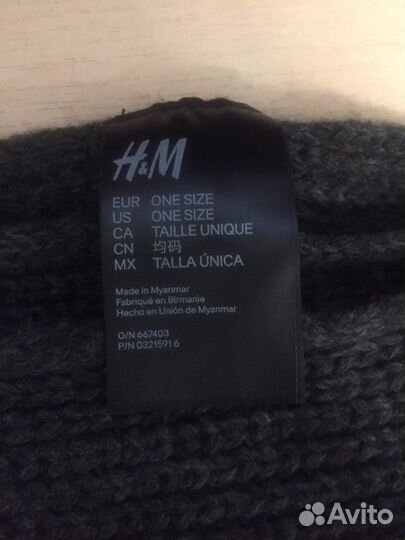 H&M
EUR ONE SIZE
US ONE SIZE
CA TAILLE UNIQUE
CN 均码
MX TALLA ÚNICA
Made in Myanmar
Fabriqué en Birmanie
Hecho en Unión de Myanmar
O/N 667403
P/N 0321591 6
Avito